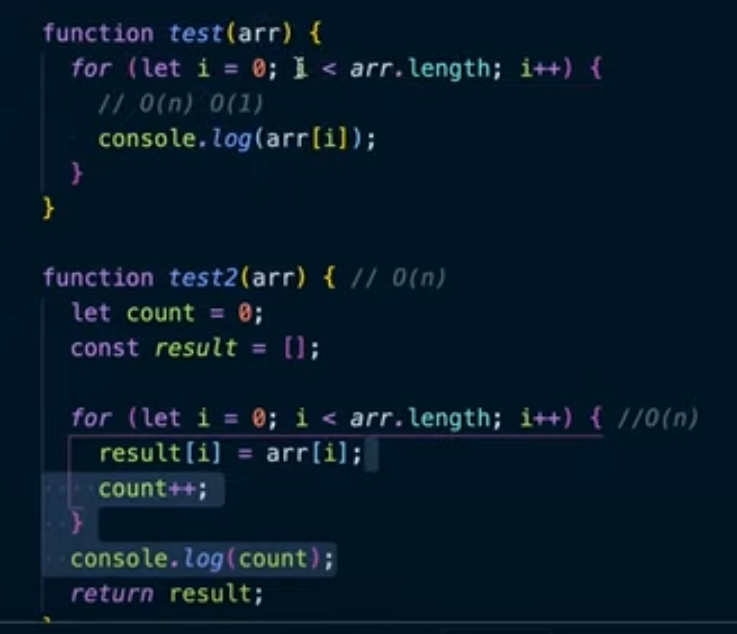 function test(arr) {
for (let i = 0; i < arr.length; i++) {
// O(n) O(1)
console.log(arr[i]);
}
}
function test2(arr) { // O(n)
let count = 0;
const result = [];
for (let i = 0; i < arr.length; i++) { //O(n)
result[i] = arr[i];
count++;
}
console.log(count);
return result;